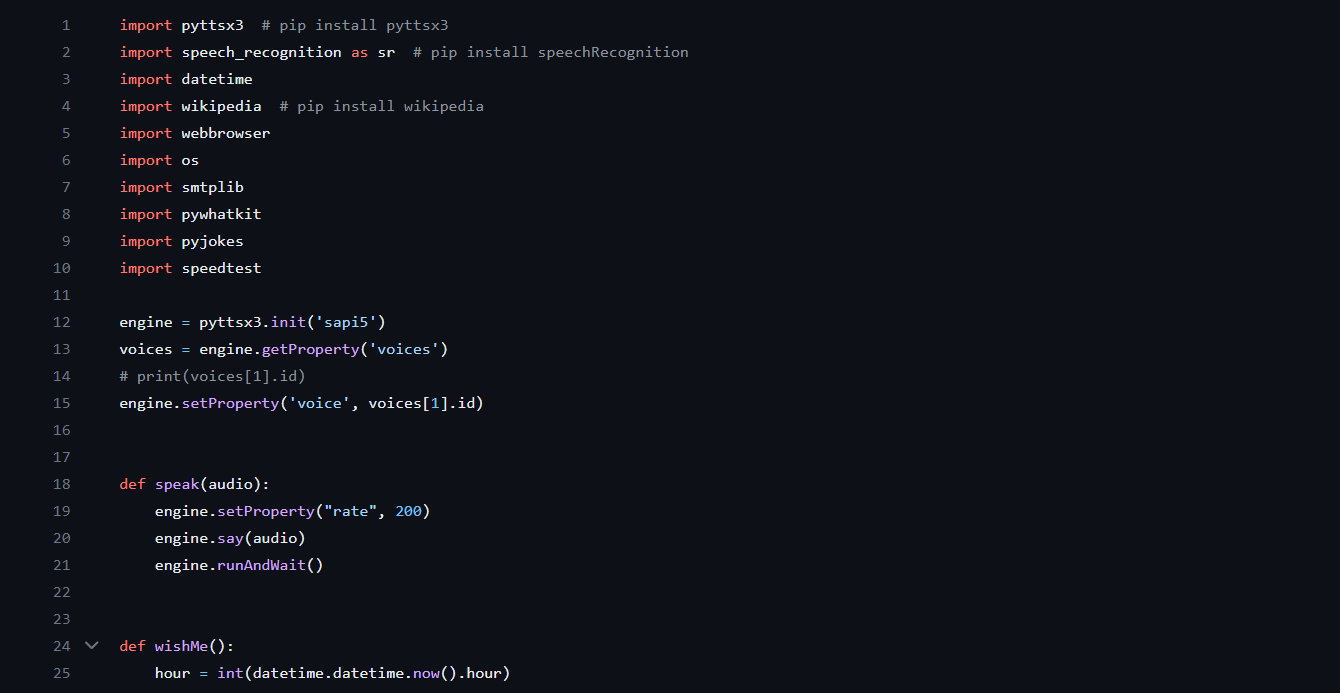 1 import pyttsx3  # pip install pyttsx3
2 import speech_recognition as sr  # pip install speechRecognition
3 import datetime
4 import wikipedia  # pip install wikipedia
5 import webbrowser
6 import os
7 import smtplib
8 import pywhatkit
9 import pyjokes
10 import speedtest
11
12 engine = pyttsx3.init('sapi5')
13 voices = engine.getProperty('voices')
14 # print(voices[1].id)
15 engine.setProperty('voice', voices[1].id)
16
17
18 def speak(audio):
19     engine.setProperty("rate", 200)
20     engine.say(audio)
21     engine.runAndWait()
22
23
24 def wishMe():
25     hour = int(datetime.datetime.now().hour)